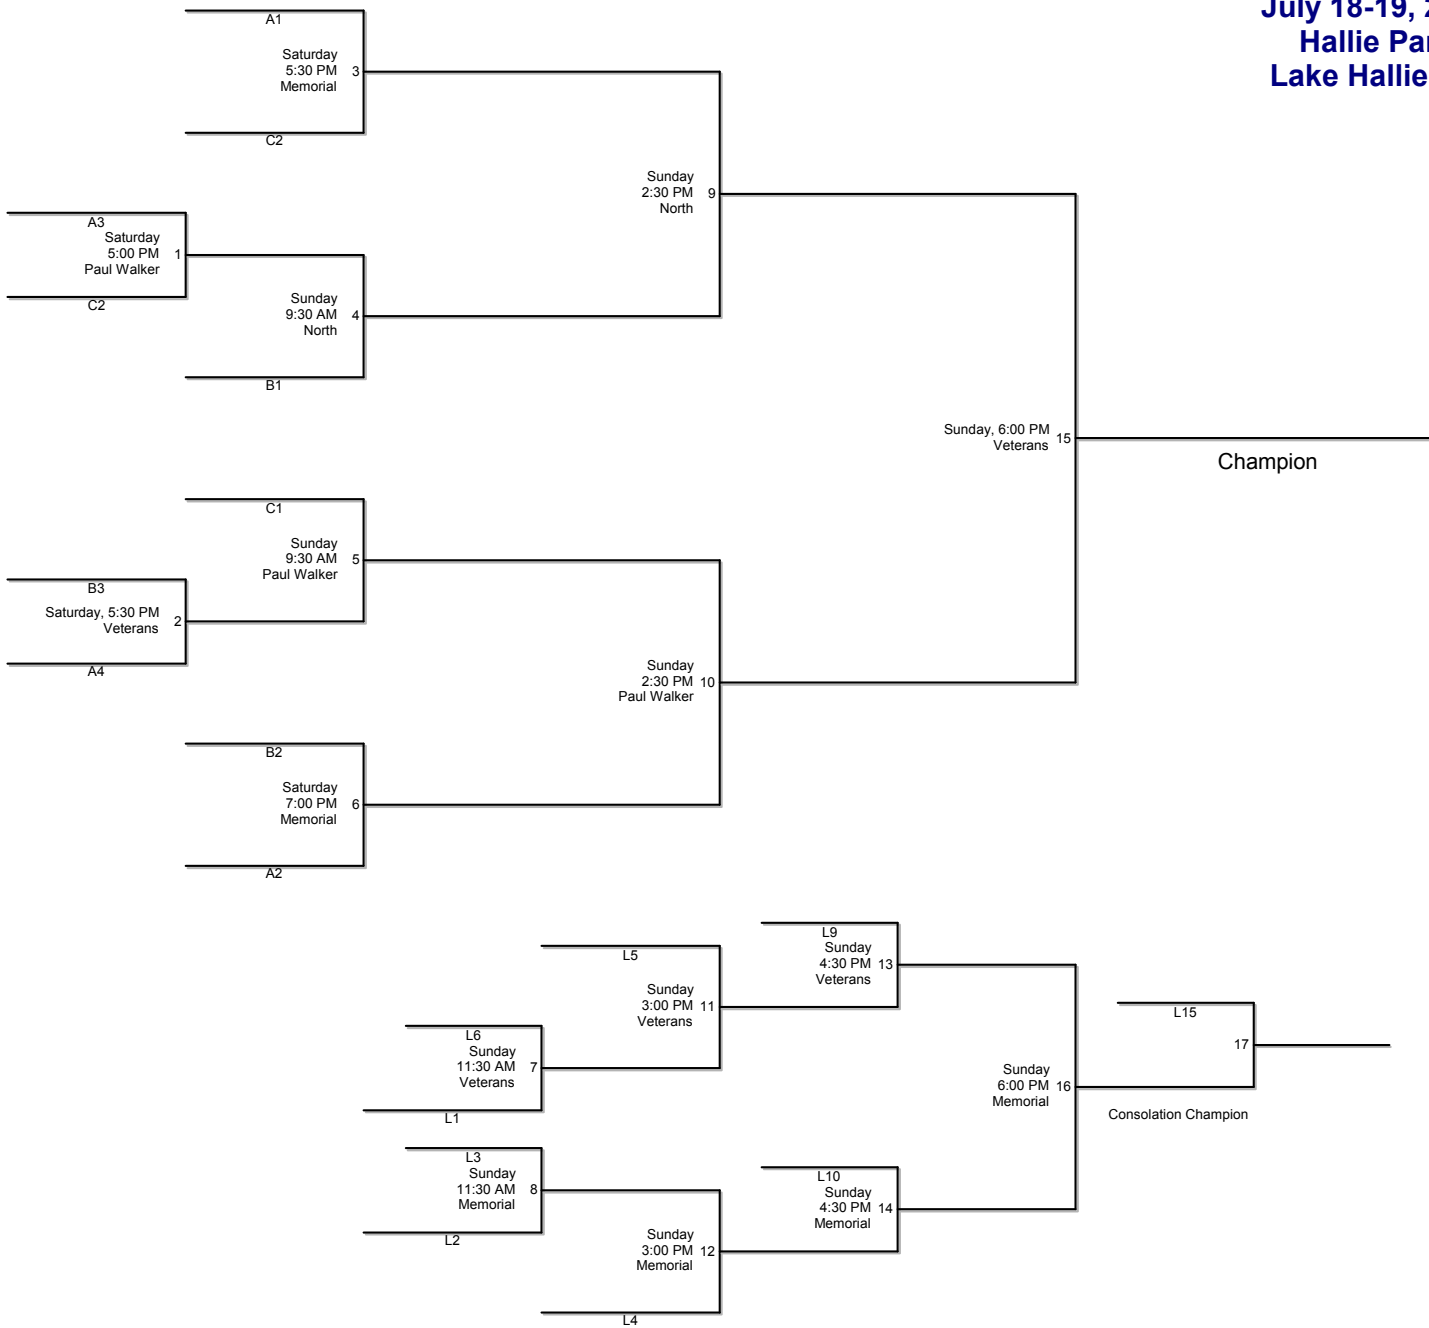 July 18-19,
Hallie
Lake Hallie
A1
Saturday
5:30 PM
Memorial
3
C2
Sunday
2:30 PM
North
9
A3
Saturday
5:00 PM
Paul Walker
1
C2
Sunday
9:30 AM
North
4
B1
Sunday, 6:00 PM
Veterans
15
Champion
C1
Sunday
9:30 AM
Paul Walker
5
B3
Saturday, 5:30 PM
Veterans
2
A4
Sunday
2:30 PM
Paul Walker
10
B2
Saturday
7:00 PM
Memorial
6
A2
L9
Sunday
4:30 PM
Veterans
13
L5
Sunday
3:00 PM
Veterans
11
L15
17
L6
Sunday
11:30 AM
Veterans
7
L1
Sunday
6:00 PM
Memorial
16
Consolation Champion
L3
Sunday
11:30 AM
Memorial
8
L2
L10
Sunday
4:30 PM
Memorial
14
Sunday
3:00 PM
Memorial
12
L4